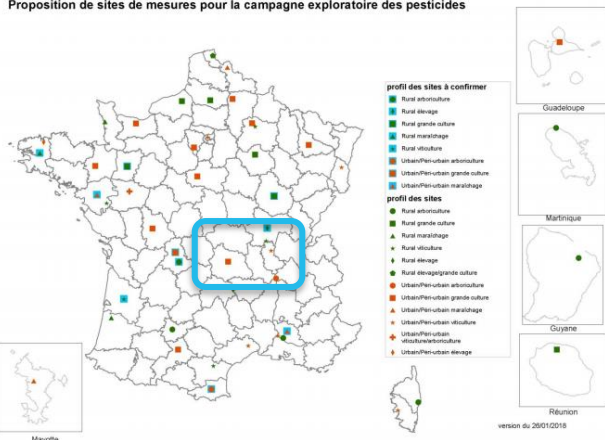 Proposition de sites de mesures pour la campagne exploratoire des pesticides
profil des sites à confirmer
Rural arboriculture
Rural élevage
Rural grande culture
Rural maraîchage
Rural viticulture
Urbain/Péri-urbain arboriculture
Urbain/Péri-urbain grande culture
Urbain/Péri-urbain maraîchage
profil des sites
Rural arboriculture
Rural grande culture
Rural maraîchage
Rural viticulture
Rural élevage
Rural élevage/grande culture
Urbain/Péri-urbain arboriculture
Urbain/Péri-urbain grande culture
Urbain/Péri-urbain maraîchage
Urbain/Péri-urbain viticulture
Urbain/Péri-urbain
viticulture/arboriculture
Urbain/Péri-urbain élevage
Guadeloupe
Martinique
Guyane
Réunion
Mayotte
version du 26/01/2018